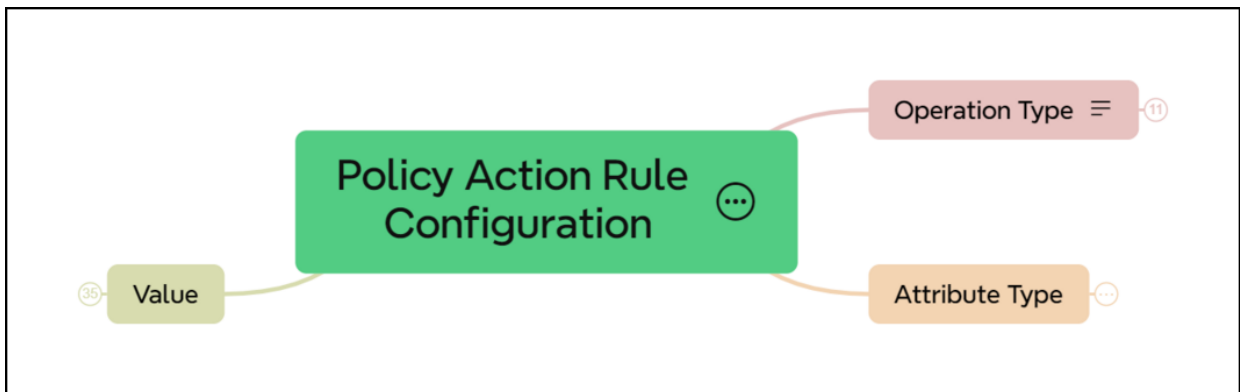 Operation Type
11
Policy Action Rule
Configuration
35
Value
Attribute Type